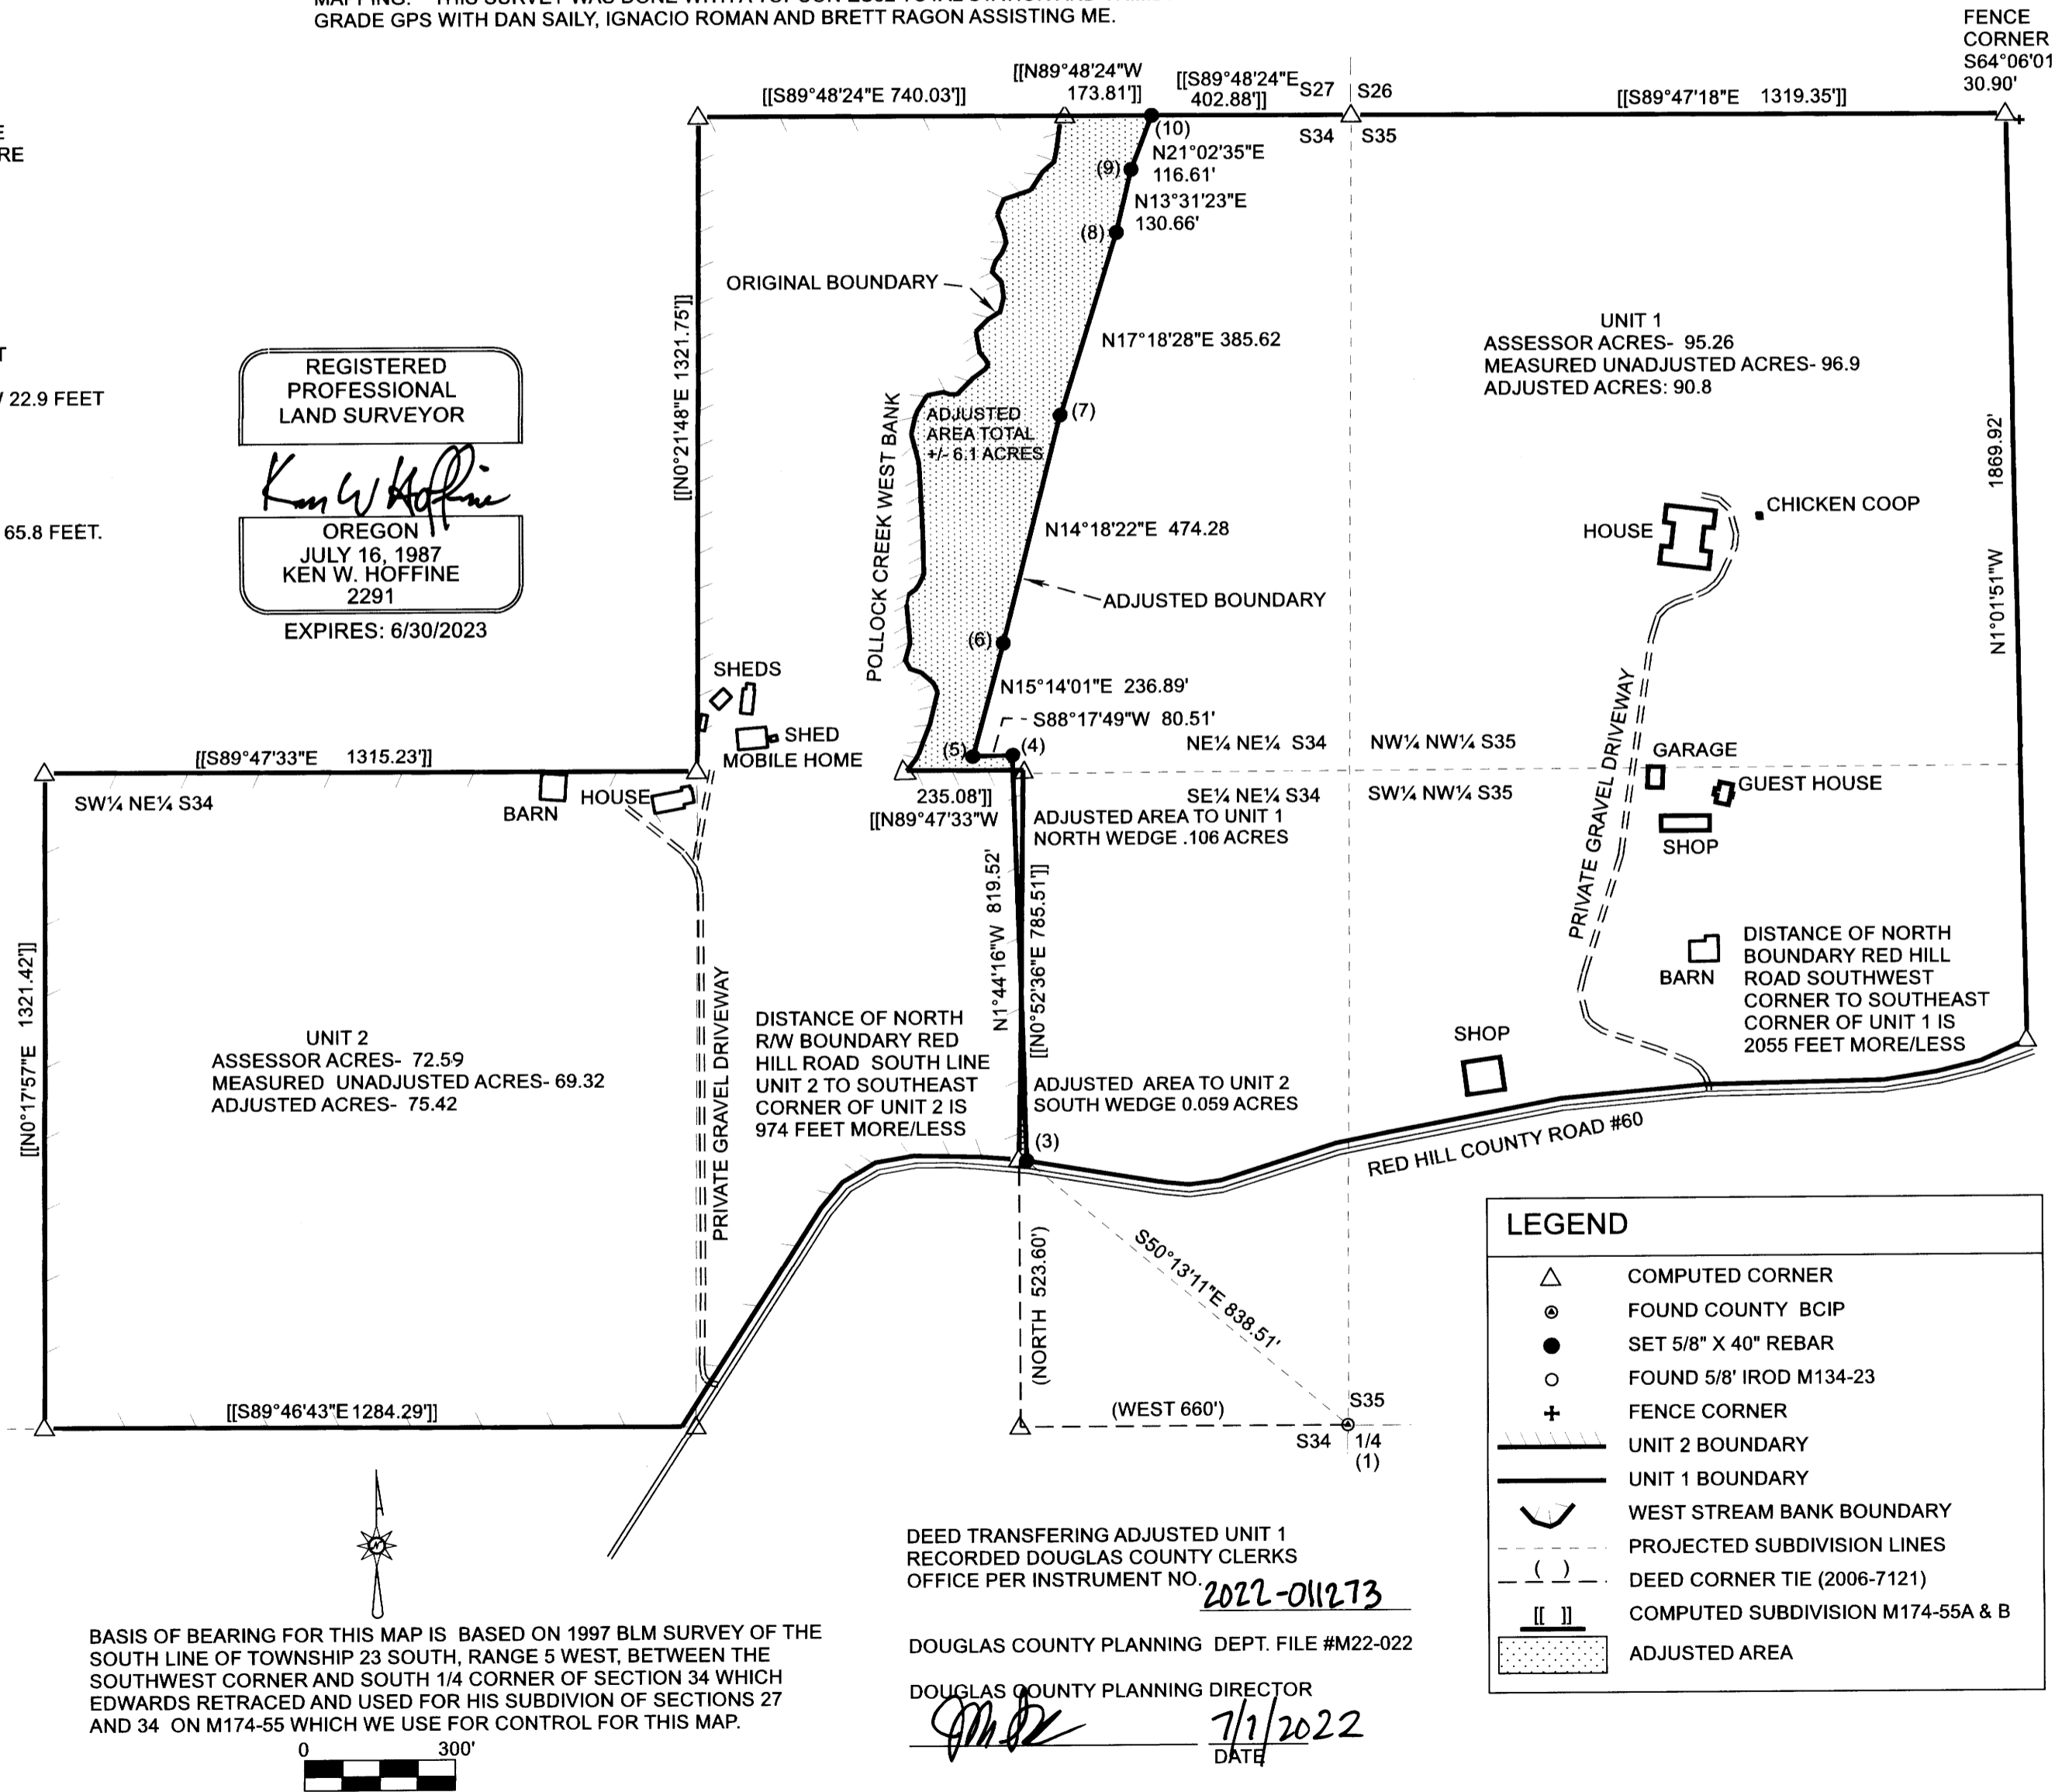 GRADE GPS WITH DAN SAILY, IGNACIO ROMAN AND BRETT RAGON ASSISTING ME.
FENCE
CORNER
S64°06'01
30.90'
[[S89°48'24"E 740.03']]
[[N89°48'24"W
173.81']]
[[S89°48'24"E
402.88']]
S27
S26
S34
S35
[[S89°47'18"E 1319.35']]
RE
(10)
N21°02'35"E
116.61'
(9)
N13°31'23"E
130.66'
(8)
ORIGINAL BOUNDARY
[[N0°21'48"E 1321.75']]
N17°18'28"E 385.62
UNIT 1
ASSESSOR ACRES- 95.26
MEASURED UNADJUSTED ACRES- 96.9
ADJUSTED ACRES: 90.8
REGISTERED
PROFESSIONAL
LAND SURVEYOR
Ken W Hoffine
OREGON
JULY 16, 1987
KEN W. HOFFINE
2291
EXPIRES: 6/30/2023
22.9 FEET
65.8 FEET.
POLLOCK CREEK WEST BANK
ADJUSTED
AREA TOTAL
+/- 6.1 ACRES
(7)
N14°18'22"E 474.28
ADJUSTED BOUNDARY
(6)
N15°14'01"E 236.89'
S88°17'49"W 80.51'
(5)
(4)
HOUSE
CHICKEN COOP
1869.92'
N1°01'51"W
PRIVATE GRAVEL DRIVEWAY
SHEDS
SHED
MOBILE HOME
[[S89°47'33"E 1315.23']]
SW¼ NE¼ S34
BARN
HOUSE
NE¼ NE¼ S34
NW¼ NW¼ S35
SE¼ NE¼ S34
SW¼ NW¼ S35
GARAGE
GUEST HOUSE
SHOP
235.08']]
[[N89°47'33"W
ADJUSTED AREA TO UNIT 1
NORTH WEDGE .106 ACRES
N1°44'16"W 819.52'
[[N0°52'36"E 785.51']]
BARN
DISTANCE OF NORTH
BOUNDARY RED HILL
ROAD SOUTHWEST
CORNER TO SOUTHEAST
CORNER OF UNIT 1 IS
2055 FEET MORE/LESS
SHOP
[[N0°17'57"E 1321.42']]
UNIT 2
ASSESSOR ACRES- 72.59
MEASURED UNADJUSTED ACRES- 69.32
ADJUSTED ACRES- 75.42
PRIVATE GRAVEL DRIVEWAY
DISTANCE OF NORTH
R/W BOUNDARY RED
HILL ROAD SOUTH LINE
UNIT 2 TO SOUTHEAST
CORNER OF UNIT 2 IS
974 FEET MORE/LESS
ADJUSTED AREA TO UNIT 2
SOUTH WEDGE 0.059 ACRES
(3)
RED HILL COUNTY ROAD #60
S50°13'11"E 838.51'
(NORTH 523.60')
(WEST 660')
S35
S34
1/4
(1)
[[S89°46'43"E 1284.29']]
LEGEND
COMPUTED CORNER
FOUND COUNTY BCIP
SET 5/8" X 40" REBAR
FOUND 5/8' IROD M134-23
FENCE CORNER
UNIT 2 BOUNDARY
UNIT 1 BOUNDARY
WEST STREAM BANK BOUNDARY
PROJECTED SUBDIVISION LINES
( ) DEED CORNER TIE (2006-7121)
[[ ]] COMPUTED SUBDIVISION M174-55A & B
ADJUSTED AREA
N
BASIS OF BEARING FOR THIS MAP IS BASED ON 1997 BLM SURVEY OF THE
SOUTH LINE OF TOWNSHIP 23 SOUTH, RANGE 5 WEST, BETWEEN THE
SOUTHWEST CORNER AND SOUTH 1/4 CORNER OF SECTION 34 WHICH
EDWARDS RETRACED AND USED FOR HIS SUBDIVION OF SECTIONS 27
AND 34 ON M174-55 WHICH WE USE FOR CONTROL FOR THIS MAP.
0 300'
DEED TRANSFERING ADJUSTED UNIT 1
RECORDED DOUGLAS COUNTY CLERKS
OFFICE PER INSTRUMENT NO. 2022-011273
DOUGLAS COUNTY PLANNING DEPT. FILE #M22-022
DOUGLAS COUNTY PLANNING DIRECTOR
7/1/2022
DATE